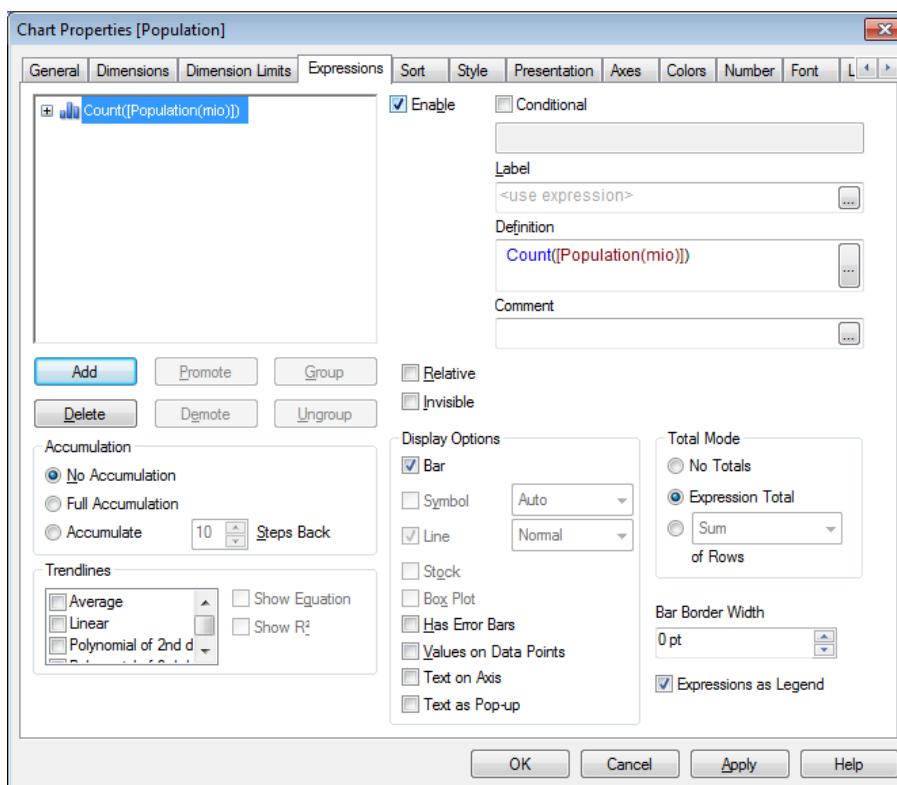 Chart Properties [Population]
General Dimensions Dimension Limits Expressions Sort Style Presentation Axes Colors Number Font L
Count([Population(mio)])
Enable
Conditional
Label
<use expression>
...
Definition
Count([Population(mio)])
...
Comment
...
Add Promote Group
Delete Demote Ungroup
Relative
Invisible
Accumulation
No Accumulation
Full Accumulation
Accumulate 10 Steps Back
Trendlines
Average
Linear
Polynomial of 2nd d
Show Equation
Show R²
Display Options
Bar
Symbol Auto
Line Normal
Stock
Box Plot
Has Error Bars
Values on Data Points
Text on Axis
Text as Pop-up
Total Mode
No Totals
Expression Total
Sum
of Rows
Bar Border Width
0 pt
Expressions as Legend
OK Cancel Apply Help